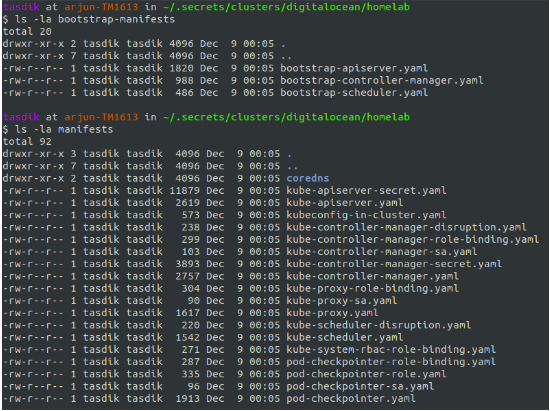 tasdik at arjun-TM1613 in ~/.secrets/clusters/digitalocean/homelab
$ ls -la bootstrap-manifests
total 20
drwxr-xr-x 2 tasdik tasdik 4096 Dec  9 00:05 .
drwxr-xr-x 7 tasdik tasdik 4096 Dec  9 00:05 ..
-rw-r--r-- 1 tasdik tasdik 1820 Dec  9 00:05 bootstrap-apiserver.yaml
-rw-r--r-- 1 tasdik tasdik  988 Dec  9 00:05 bootstrap-controller-manager.yaml
-rw-r--r-- 1 tasdik tasdik  486 Dec  9 00:05 bootstrap-scheduler.yaml
tasdik at arjun-TM1613 in ~/.secrets/clusters/digitalocean/homelab
$ ls -la manifests
total 92
drwxr-xr-x 3 tasdik tasdik  4096 Dec  9 00:05 .
drwxr-xr-x 7 tasdik tasdik  4096 Dec  9 00:05 ..
drwxr-xr-x 2 tasdik tasdik  4096 Dec  9 00:05 coredns
-rw-r--r-- 1 tasdik tasdik 11879 Dec  9 00:05 kube-apiserver-secret.yaml
-rw-r--r-- 1 tasdik tasdik  2619 Dec  9 00:05 kube-apiserver.yaml
-rw-r--r-- 1 tasdik tasdik   573 Dec  9 00:05 kubeconfig-in-cluster.yaml
-rw-r--r-- 1 tasdik tasdik   238 Dec  9 00:05 kube-controller-manager-disruption.yaml
-rw-r--r-- 1 tasdik tasdik   299 Dec  9 00:05 kube-controller-manager-role-binding.yaml
-rw-r--r-- 1 tasdik tasdik   103 Dec  9 00:05 kube-controller-manager-sa.yaml
-rw-r--r-- 1 tasdik tasdik  3893 Dec  9 00:05 kube-controller-manager-secret.yaml
-rw-r--r-- 1 tasdik tasdik  2757 Dec  9 00:05 kube-controller-manager.yaml
-rw-r--r-- 1 tasdik tasdik   304 Dec  9 00:05 kube-proxy-role-binding.yaml
-rw-r--r-- 1 tasdik tasdik    90 Dec  9 00:05 kube-proxy-sa.yaml
-rw-r--r-- 1 tasdik tasdik  1617 Dec  9 00:05 kube-proxy.yaml
-rw-r--r-- 1 tasdik tasdik   220 Dec  9 00:05 kube-scheduler-disruption.yaml
-rw-r--r-- 1 tasdik tasdik  1542 Dec  9 00:05 kube-scheduler.yaml
-rw-r--r-- 1 tasdik tasdik   271 Dec  9 00:05 kube-system-rbac-role-binding.yaml
-rw-r--r-- 1 tasdik tasdik   287 Dec  9 00:05 pod-checkpointer-role-binding.yaml
-rw-r--r-- 1 tasdik tasdik   335 Dec  9 00:05 pod-checkpointer-role.yaml
-rw-r--r-- 1 tasdik tasdik    96 Dec  9 00:05 pod-checkpointer-sa.yaml
-rw-r--r-- 1 tasdik tasdik  1913 Dec  9 00:05 pod-checkpointer.yaml